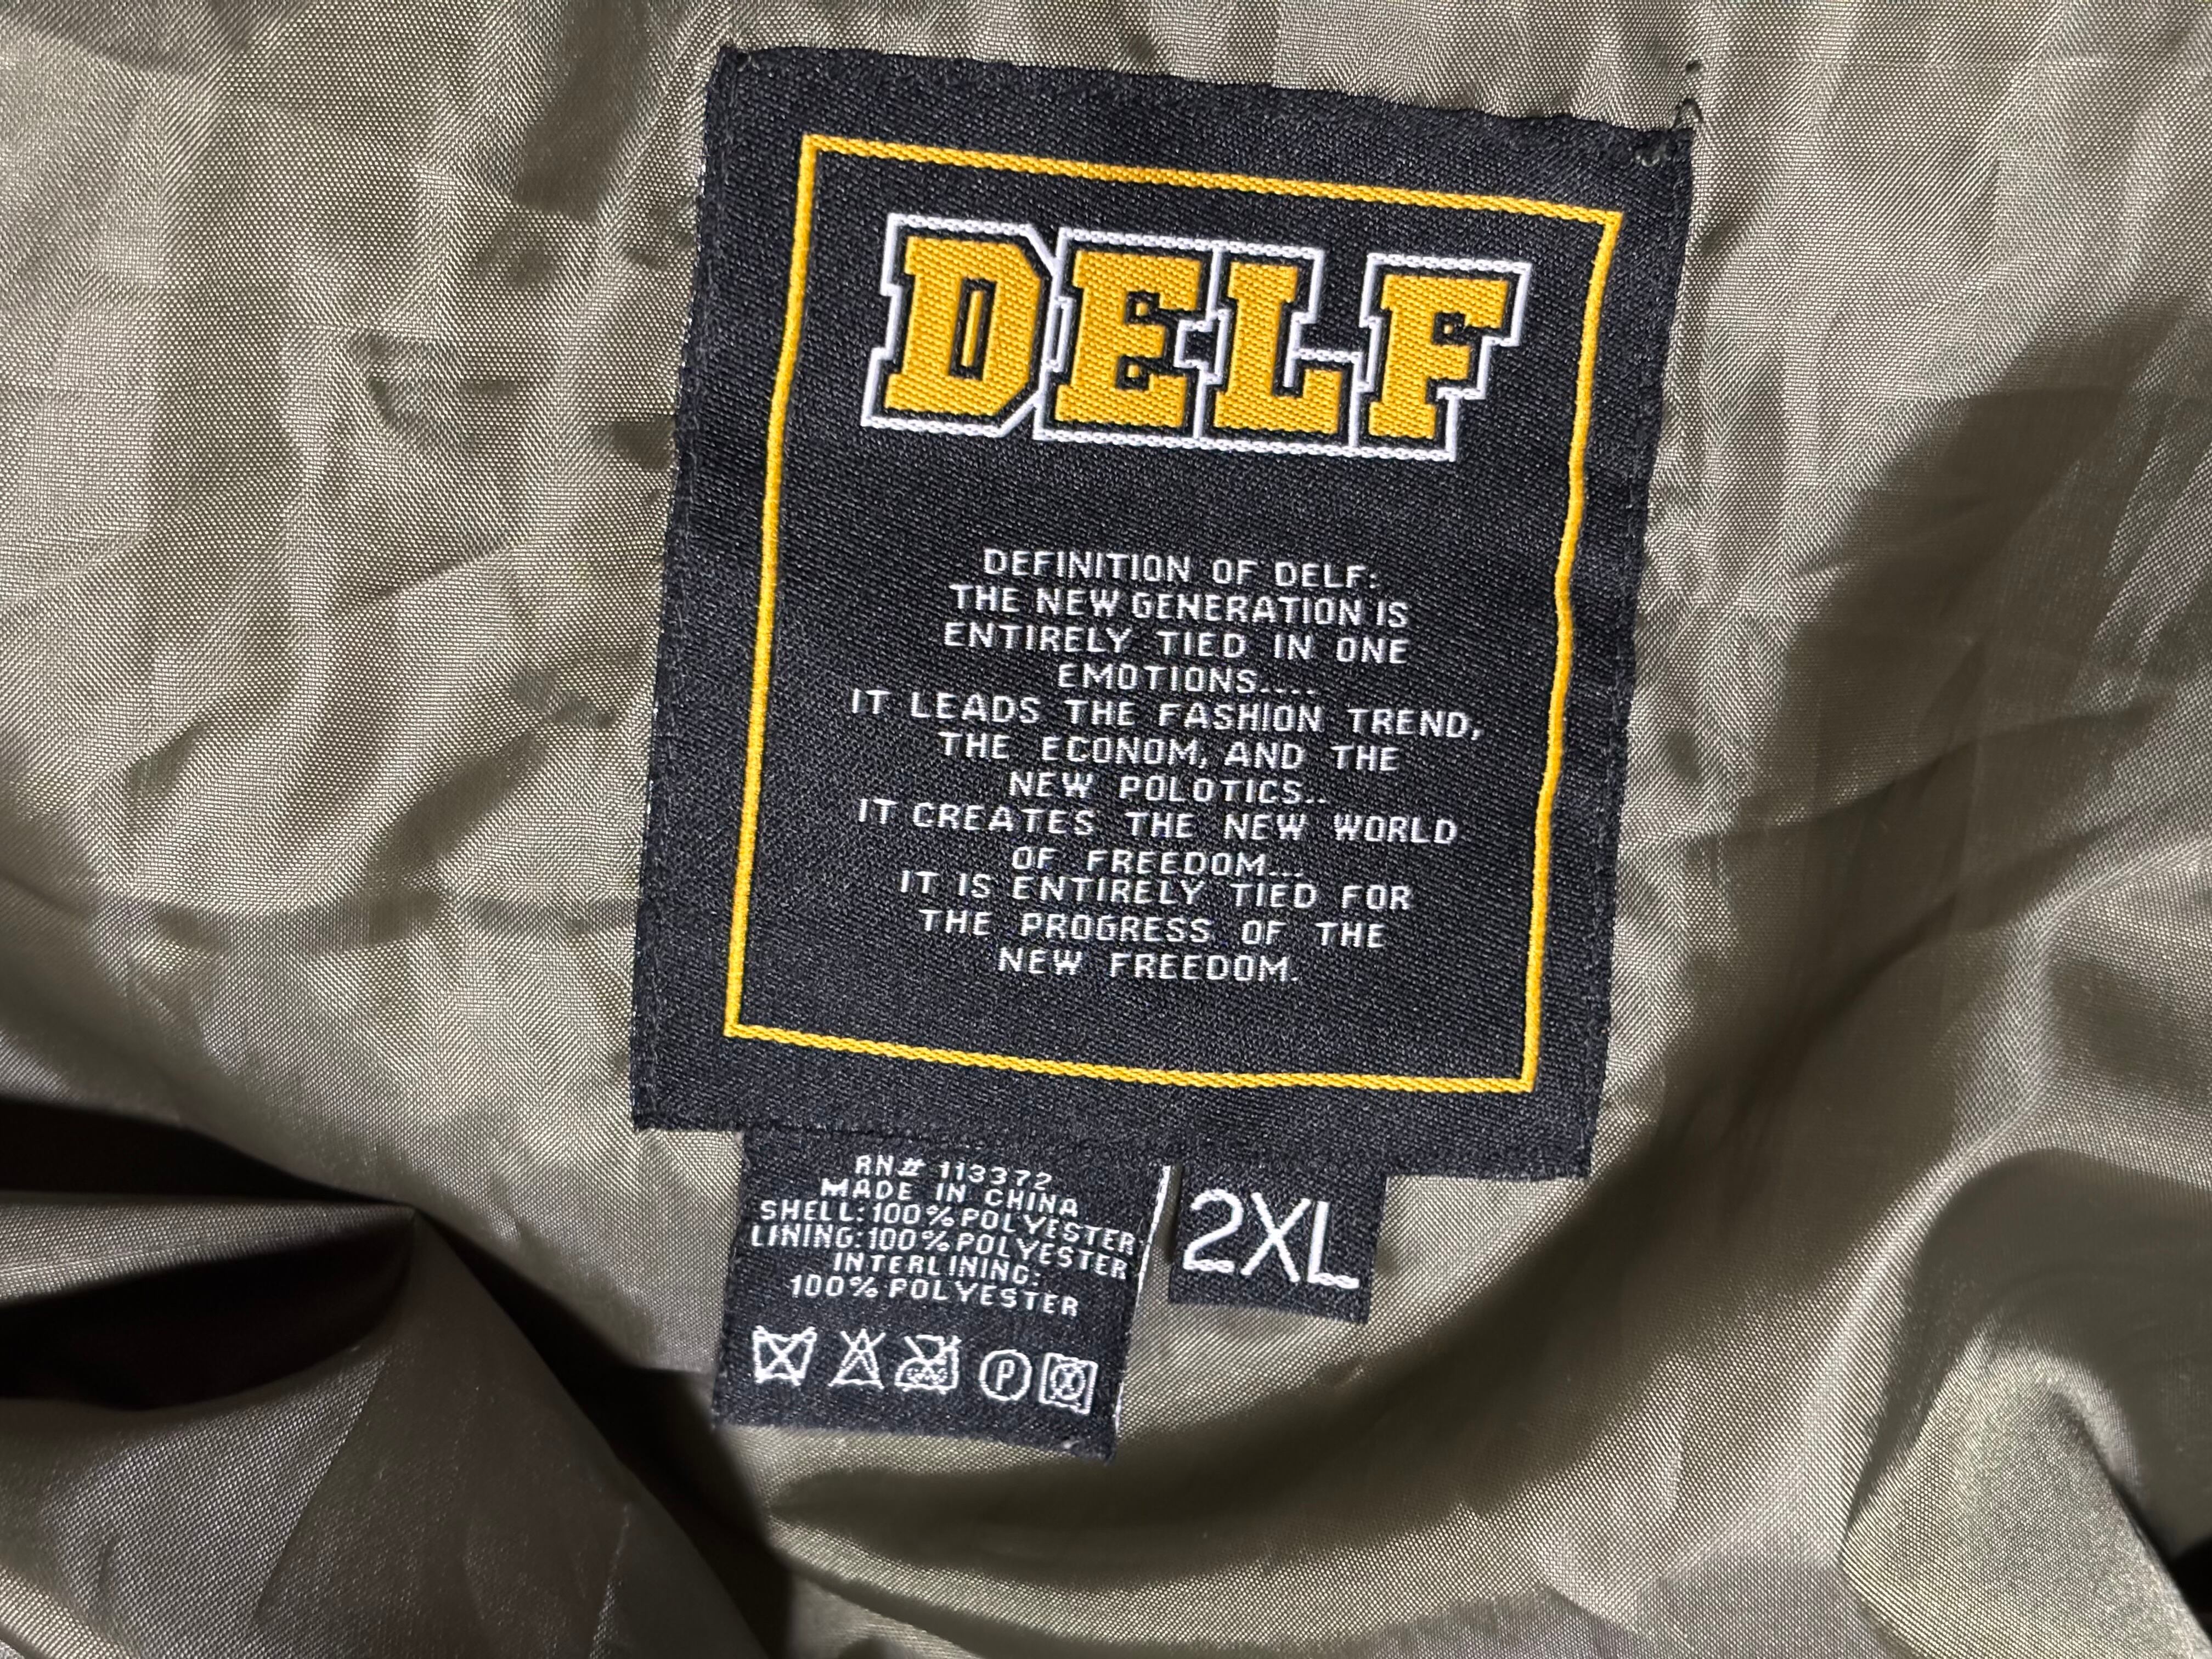 DELF
DEFINITION OF DELF:
THE NEW GENERATION IS
ENTIRELY TIED IN ONE
EMOTIONS....
IT LEADS THE FASHION TREND,
THE ECONOM, AND THE
NEW POLOTICS..
IT CREATES THE NEW WORLD
OF FREEDOM...
IT IS ENTIRELY TIED FOR
THE PROGRESS OF THE
NEW FREEDOM.
RN# 113372
MADE IN CHINA
SHELL:100%POLYESTER
LINING:100%POLYESTER
INTERLINING:
100%POLYESTER
P
2XL